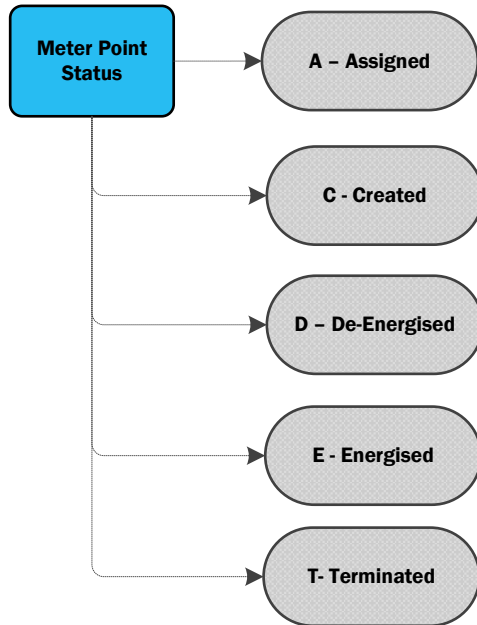 Meter Point
Status
A – Assigned
C - Created
D – De-Energised
E - Energised
T- Terminated